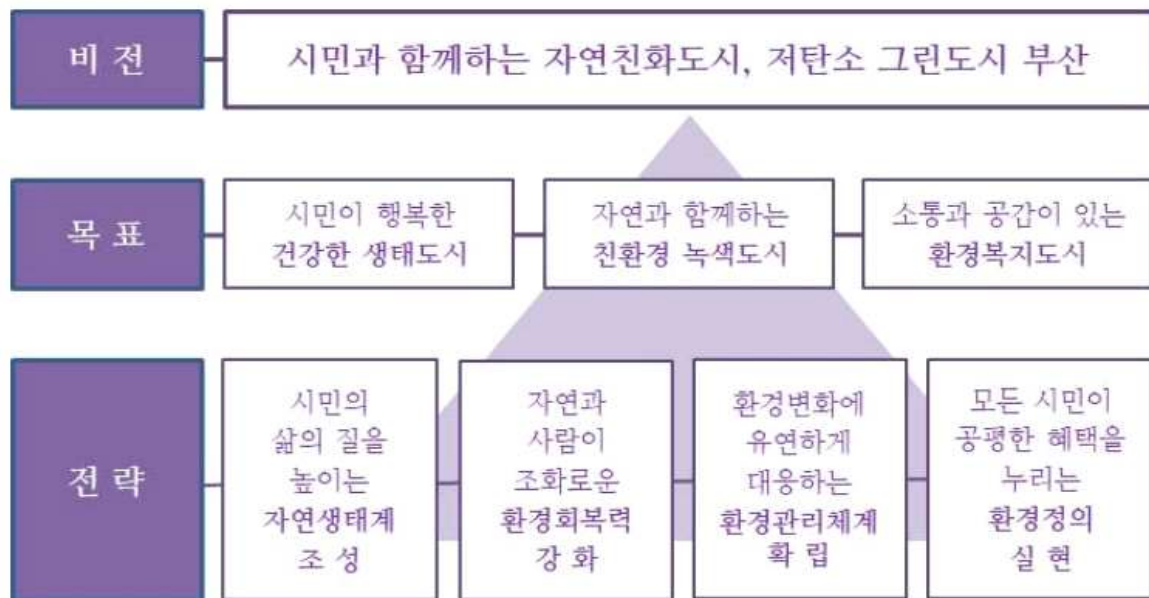 비 전
시민과 함께하는 자연친화도시, 저탄소 그린도시 부산
목 표
시민이 행복한
건강한 생태도시
자연과 함께하는
친환경 녹색도시
소통과 공간이 있는
환경복지도시
전 략
시민의
삶의 질을
높이는
자연생태계
조 성
자연과
사람이
조화로운
환경회복력
강 화
환경변화에
유연하게
대응하는
환경관리체계
확 립
모든 시민이
공평한 혜택을
누리는
환경정의
실 현